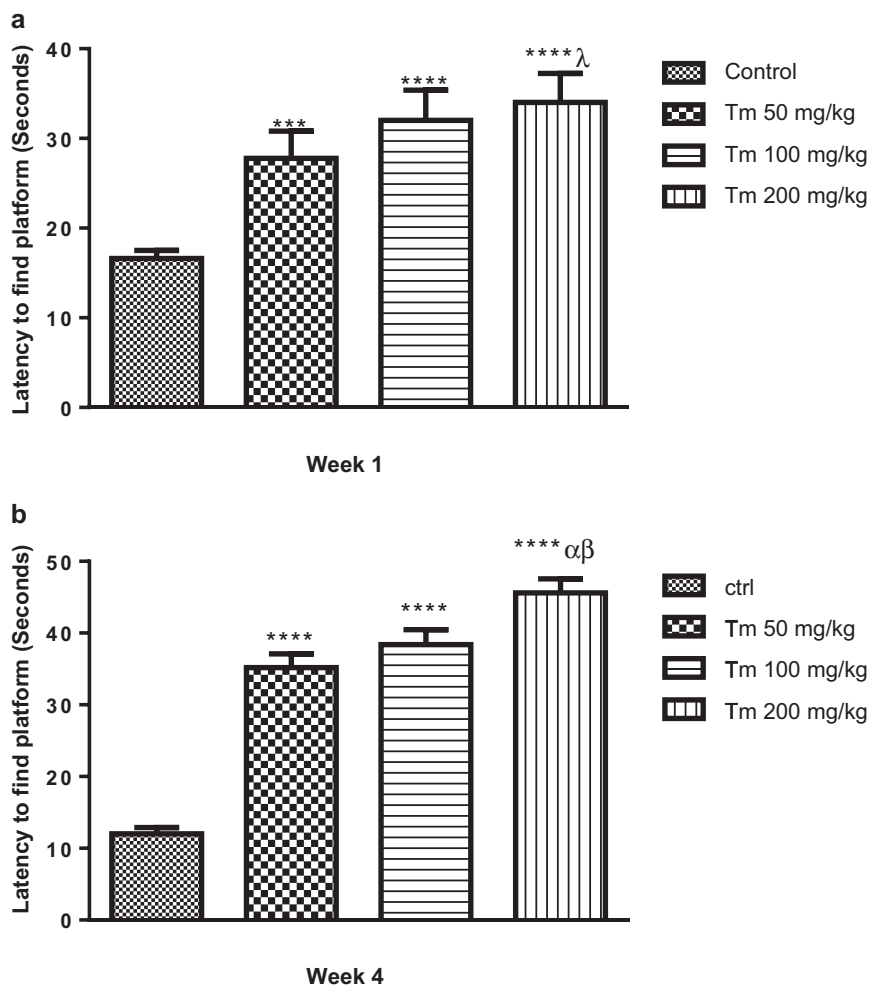 a
Latency to find platform (Seconds)
40
30
20
10
0
***
****
****λ
Week 1
Control
Tm 50 mg/kg
Tm 100 mg/kg
Tm 200 mg/kg
b
Latency to find platform (Seconds)
50
40
30
20
10
0
****
****
****αβ
Week 4
ctrl
Tm 50 mg/kg
Tm 100 mg/kg
Tm 200 mg/kg